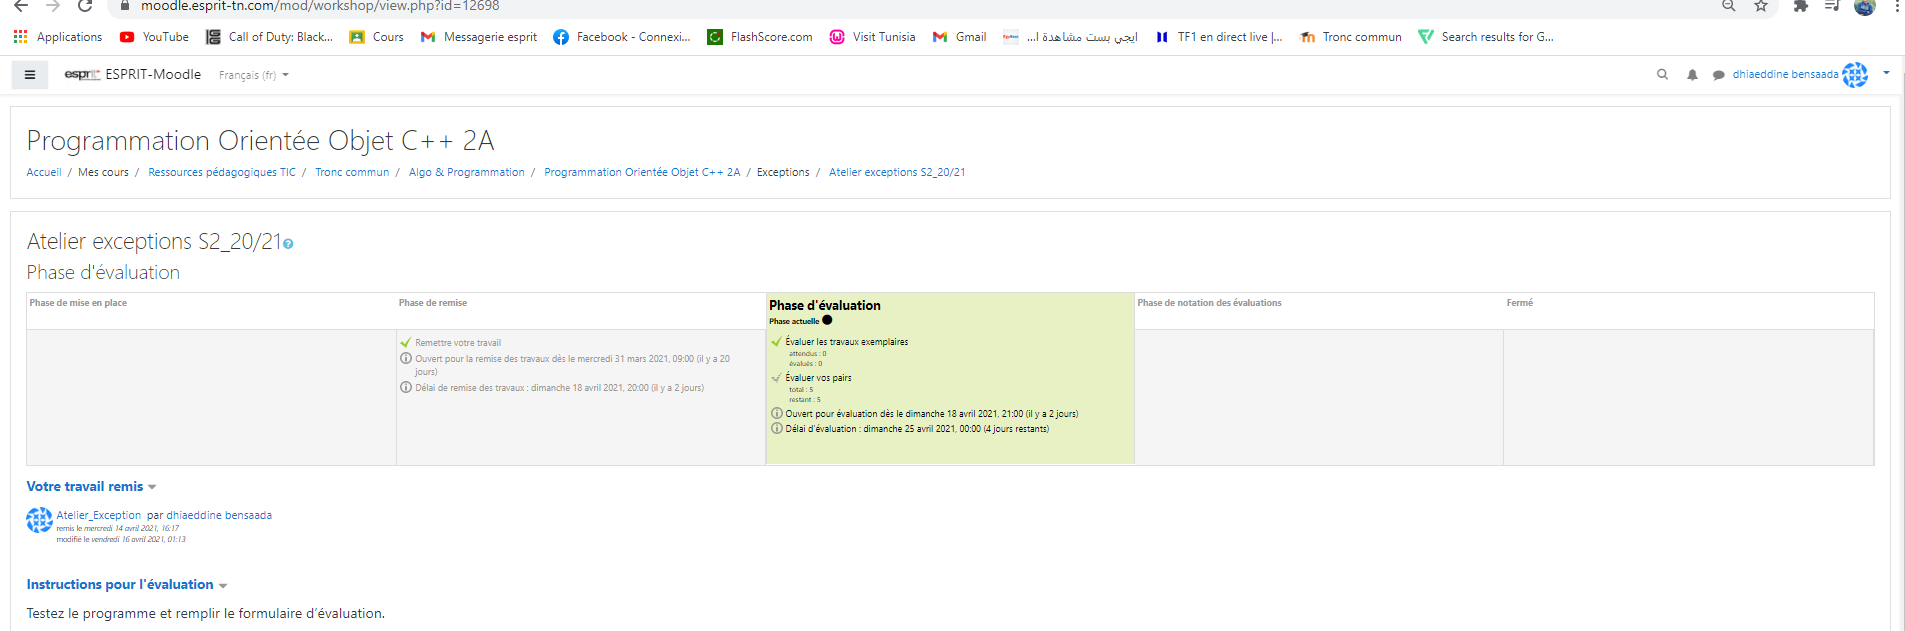 moodle.esprit-tn.com/mod/workshop/view.php?id=12698
Applications YouTube Call of Duty: Black... Cours Messagerie esprit Facebook - Connexi... FlashScore.com Visit Tunisia Gmail ايجي بست مشاهدة ا... TF1 en direct live |... Tronc commun Search results for G...
esprit ESPRIT-Moodle Français (fr) dhiaeddine bensaada
Programmation Orientée Objet C++ 2A
Accueil / Mes cours / Ressources pédagogiques TIC / Tronc commun / Algo & Programmation / Programmation Orientée Objet C++ 2A / Exceptions / Atelier exceptions S2_20/21
Atelier exceptions S2_20/21
Phase d'évaluation
Phase de mise en place
Phase de remise
Remettre votre travail
Ouvert pour la remise des travaux dès le mercredi 31 mars 2021, 09:00 (il y a 20
jours)
Délai de remise des travaux : dimanche 18 avril 2021, 20:00 (il y a 2 jours)
Phase d'évaluation
Phase actuelle
Évaluer les travaux exemplaires
attendus : 0
évalués : 0
Évaluer vos pairs
total : 5
restant : 5
Ouvert pour évaluation dès le dimanche 18 avril 2021, 21:00 (il y a 2 jours)
Délai d'évaluation : dimanche 25 avril 2021, 00:00 (4 jours restants)
Phase de notation des évaluations
Fermé
Votre travail remis
Atelier_Exception par dhiaeddine bensaada
remis le mercredi 14 avril 2021, 16:17
modifié le vendredi 16 avril 2021, 01:13
Instructions pour l'évaluation
Testez le programme et remplir le formulaire d’évaluation.